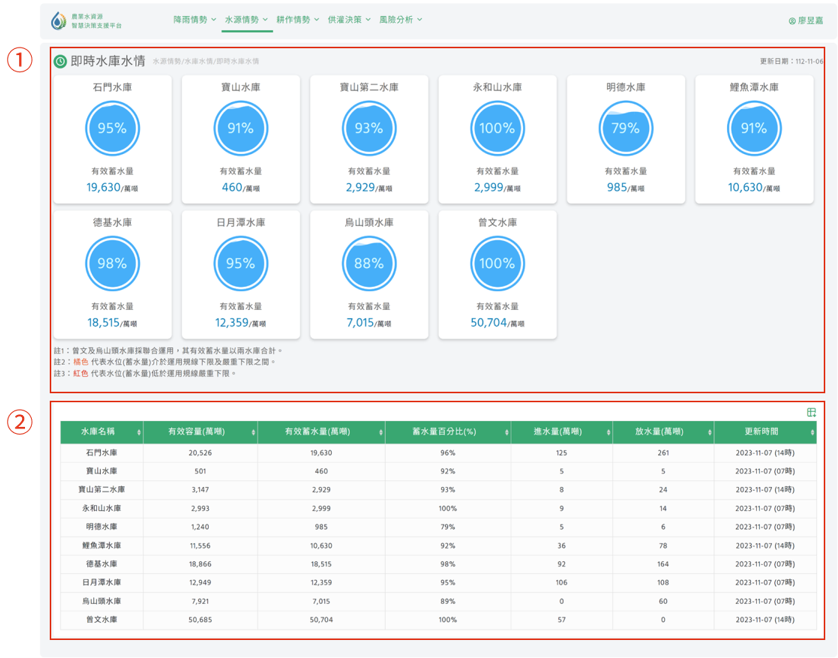 農業水資源
智慧決策支援平台
降雨情勢 水源情勢 耕作情勢 供灌決策 風險分析
廖昱嘉
①
即時水庫水情 水源情勢/水庫水情/即時水庫水情 更新日期：112-11-06
石門水庫 寶山水庫 寶山第二水庫 永和山水庫 明德水庫 鯉魚潭水庫
95% 91% 93% 100% 79% 91%
有效蓄水量 有效蓄水量 有效蓄水量 有效蓄水量 有效蓄水量 有效蓄水量
19,630/萬噸 460/萬噸 2,929/萬噸 2,999/萬噸 985/萬噸 10,630/萬噸
德基水庫 日月潭水庫 烏山頭水庫 曾文水庫
98% 95% 88% 100%
有效蓄水量 有效蓄水量 有效蓄水量 有效蓄水量
18,515/萬噸 12,359/萬噸 7,015/萬噸 50,704/萬噸
註1：曾文及烏山頭水庫採聯合運用，其有效蓄水量以兩水庫合計。
註2：橘色 代表水位(蓄水量)介於運用規線下限及嚴重下限之間。
註3：紅色 代表水位(蓄水量)低於運用規線嚴重下限。
②
水庫名稱 有效容量(萬噸) 有效蓄水量(萬噸) 蓄水量百分比(%) 進水量(萬噸) 放水量(萬噸) 更新時間
石門水庫 20,526 19,630 96% 125 261 2023-11-07 (14時)
寶山水庫 501 460 92% 5 5 2023-11-07 (07時)
寶山第二水庫 3,147 2,929 93% 8 24 2023-11-07 (14時)
永和山水庫 2,993 2,999 100% 9 14 2023-11-07 (07時)
明德水庫 1,240 985 79% 5 6 2023-11-07 (07時)
鯉魚潭水庫 11,556 10,630 92% 36 78 2023-11-07 (14時)
德基水庫 18,866 18,515 98% 92 164 2023-11-07 (07時)
日月潭水庫 12,949 12,359 95% 106 108 2023-11-07 (07時)
烏山頭水庫 7,921 7,015 89% 0 60 2023-11-07 (07時)
曾文水庫 50,685 50,704 100% 57 0 2023-11-07 (14時)